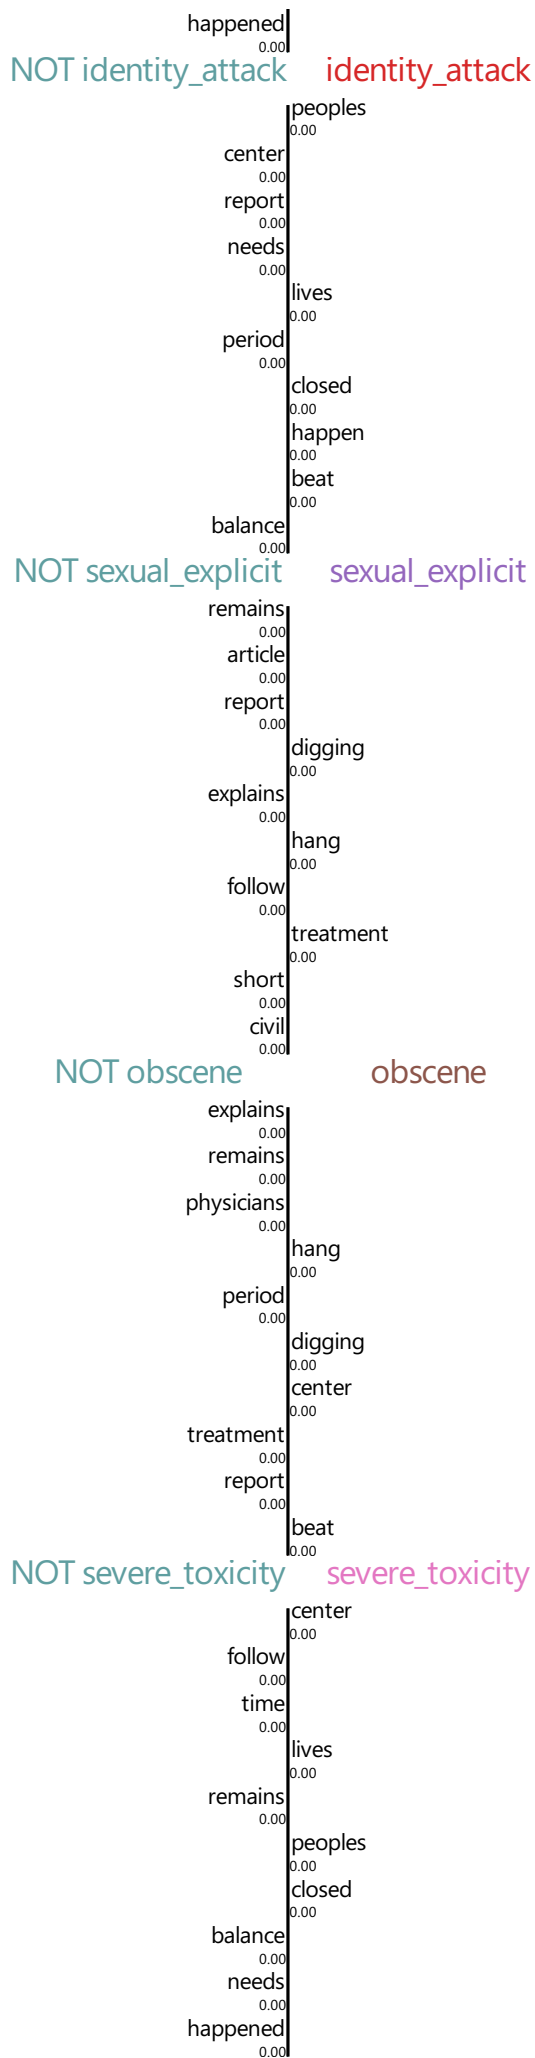 happened
0.00
NOT identity_attack identity_attack
peoples
0.00
center
0.00
report
0.00
needs
0.00
lives
0.00
period
0.00
closed
0.00
happen
0.00
beat
0.00
balance
0.00
NOT sexual_explicit sexual_explicit
remains
0.00
article
0.00
report
0.00
digging
0.00
explains
0.00
hang
0.00
follow
0.00
treatment
0.00
short
0.00
civil
0.00
NOT obscene obscene
explains
0.00
remains
0.00
physicians
0.00
hang
0.00
period
0.00
digging
0.00
center
0.00
treatment
0.00
report
0.00
beat
0.00
NOT severe_toxicity severe_toxicity
center
0.00
follow
0.00
time
0.00
lives
0.00
remains
0.00
peoples
0.00
closed
0.00
balance
0.00
needs
0.00
happened
0.00